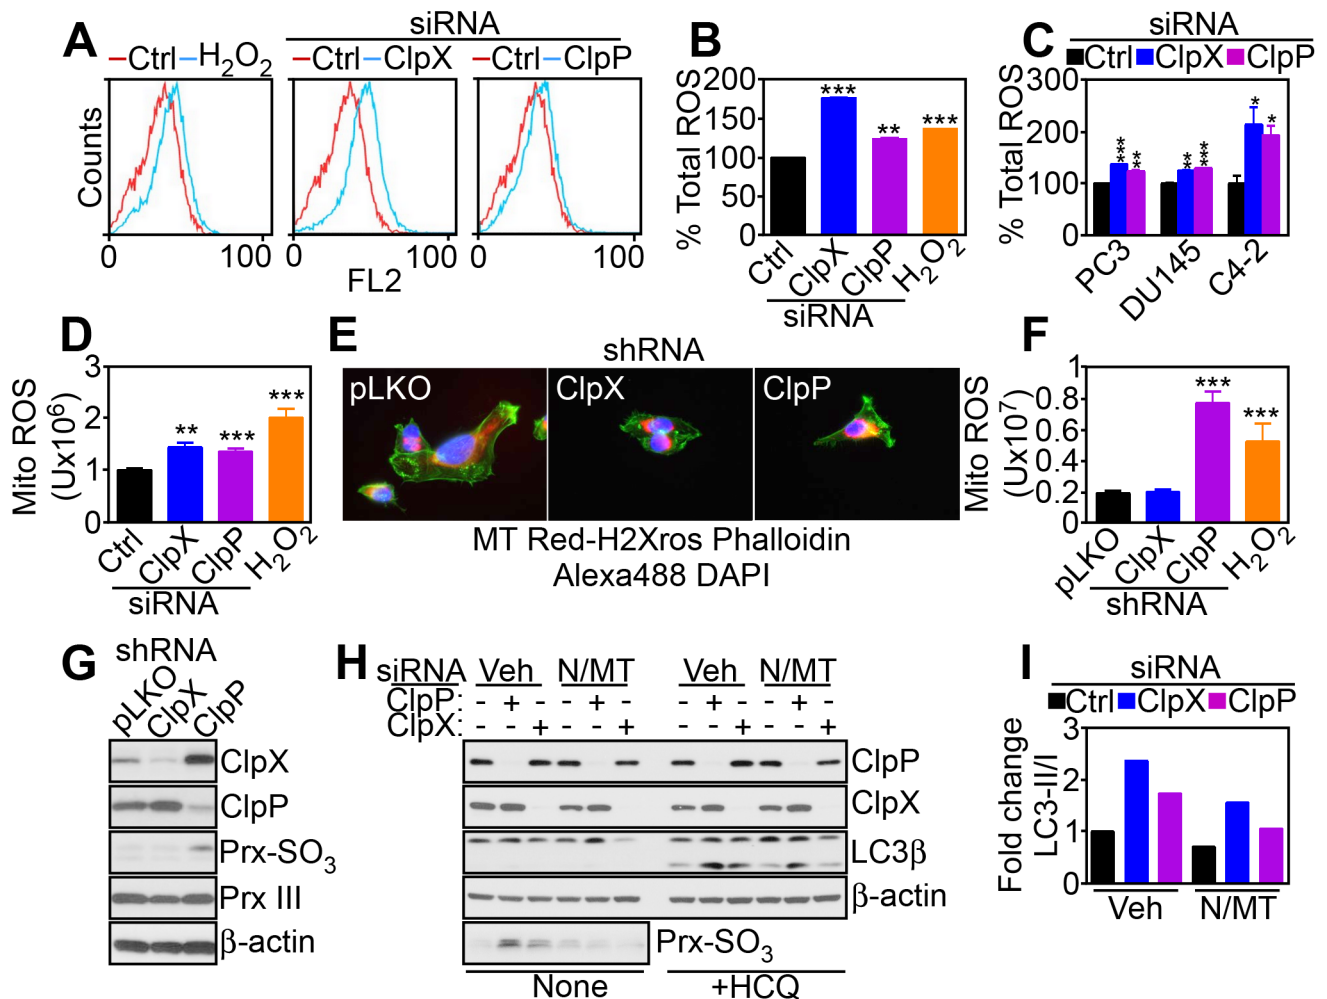 A
siRNA
Ctrl H2O2
Ctrl ClpX
Ctrl ClpP
Counts
0 100
0 100
0 100
FL2
B
% Total ROS
200
150
100
50
0
*** ** ***
Ctrl ClpX ClpP H2O2
siRNA
C
siRNA
Ctrl ClpX ClpP
% Total ROS
300
200
100
0
*** ** ** *** * *
PC3 DU145 C4-2
D
Mito ROS
(Ux10^6)
3
2
1
0
** *** ***
Ctrl ClpX ClpP H2O2
siRNA
E
shRNA
pLKO ClpX ClpP
MT Red-H2Xros Phalloidin
Alexa488 DAPI
F
Mito ROS
(Ux10^7)
1
0.8
0.6
0.4
0.2
0
*** ***
pLKO ClpX ClpP H2O2
shRNA
G
shRNA
pLKO ClpX ClpP
ClpX
ClpP
Prx-SO3
Prx III
β-actin
H
siRNA Veh N/MT Veh N/MT
ClpP: - + - - + - - + - - + -
ClpX: - - + - - + - - + - - +
ClpP
ClpX
LC3β
β-actin
Prx-SO3
None +HCQ
I
siRNA
Ctrl ClpX ClpP
Fold change
LC3-II/I
3
2
1
0
Veh N/MT